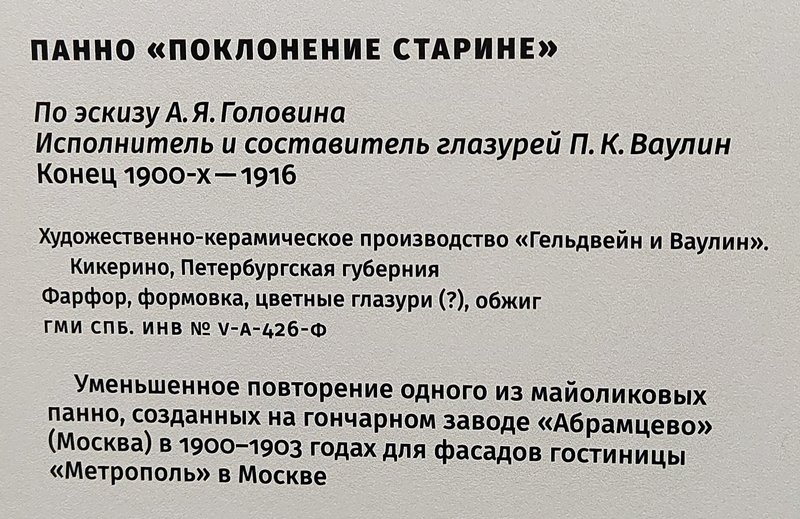 ПАННО «ПОКЛОНЕНИЕ СТАРИНЕ»
По эскизу А. Я. Головина
Исполнитель и составитель глазурей П. К. Ваулин
Конец 1900-х — 1916
Художественно-керамическое производство «Гельдвейн и Ваулин».
Кикерино, Петербургская губерния
Фарфор, формовка, цветные глазури (?), обжиг
ГМИ СПБ. ИНВ № V-А-426-Ф
Уменьшенное повторение одного из майоликовых
панно, созданных на гончарном заводе «Абрамцево»
(Москва) в 1900–1903 годах для фасадов гостиницы
«Метрополь» в Москве